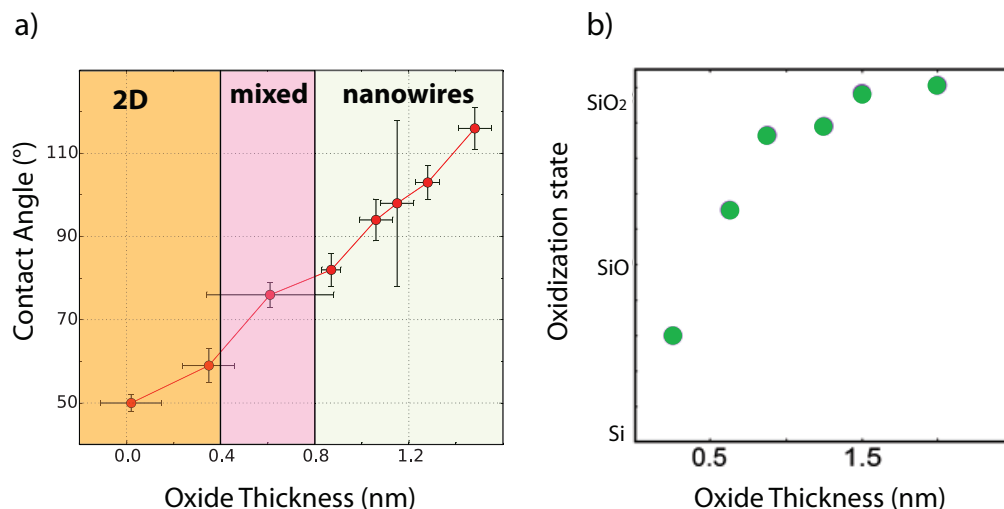 a)
2D
mixed
nanowires
Contact Angle (°)
110
90
70
50
0.0
0.4
0.8
1.2
Oxide Thickness (nm)
b)
Oxidization state
SiO₂
SiO
Si
0.5
1.5
Oxide Thickness (nm)